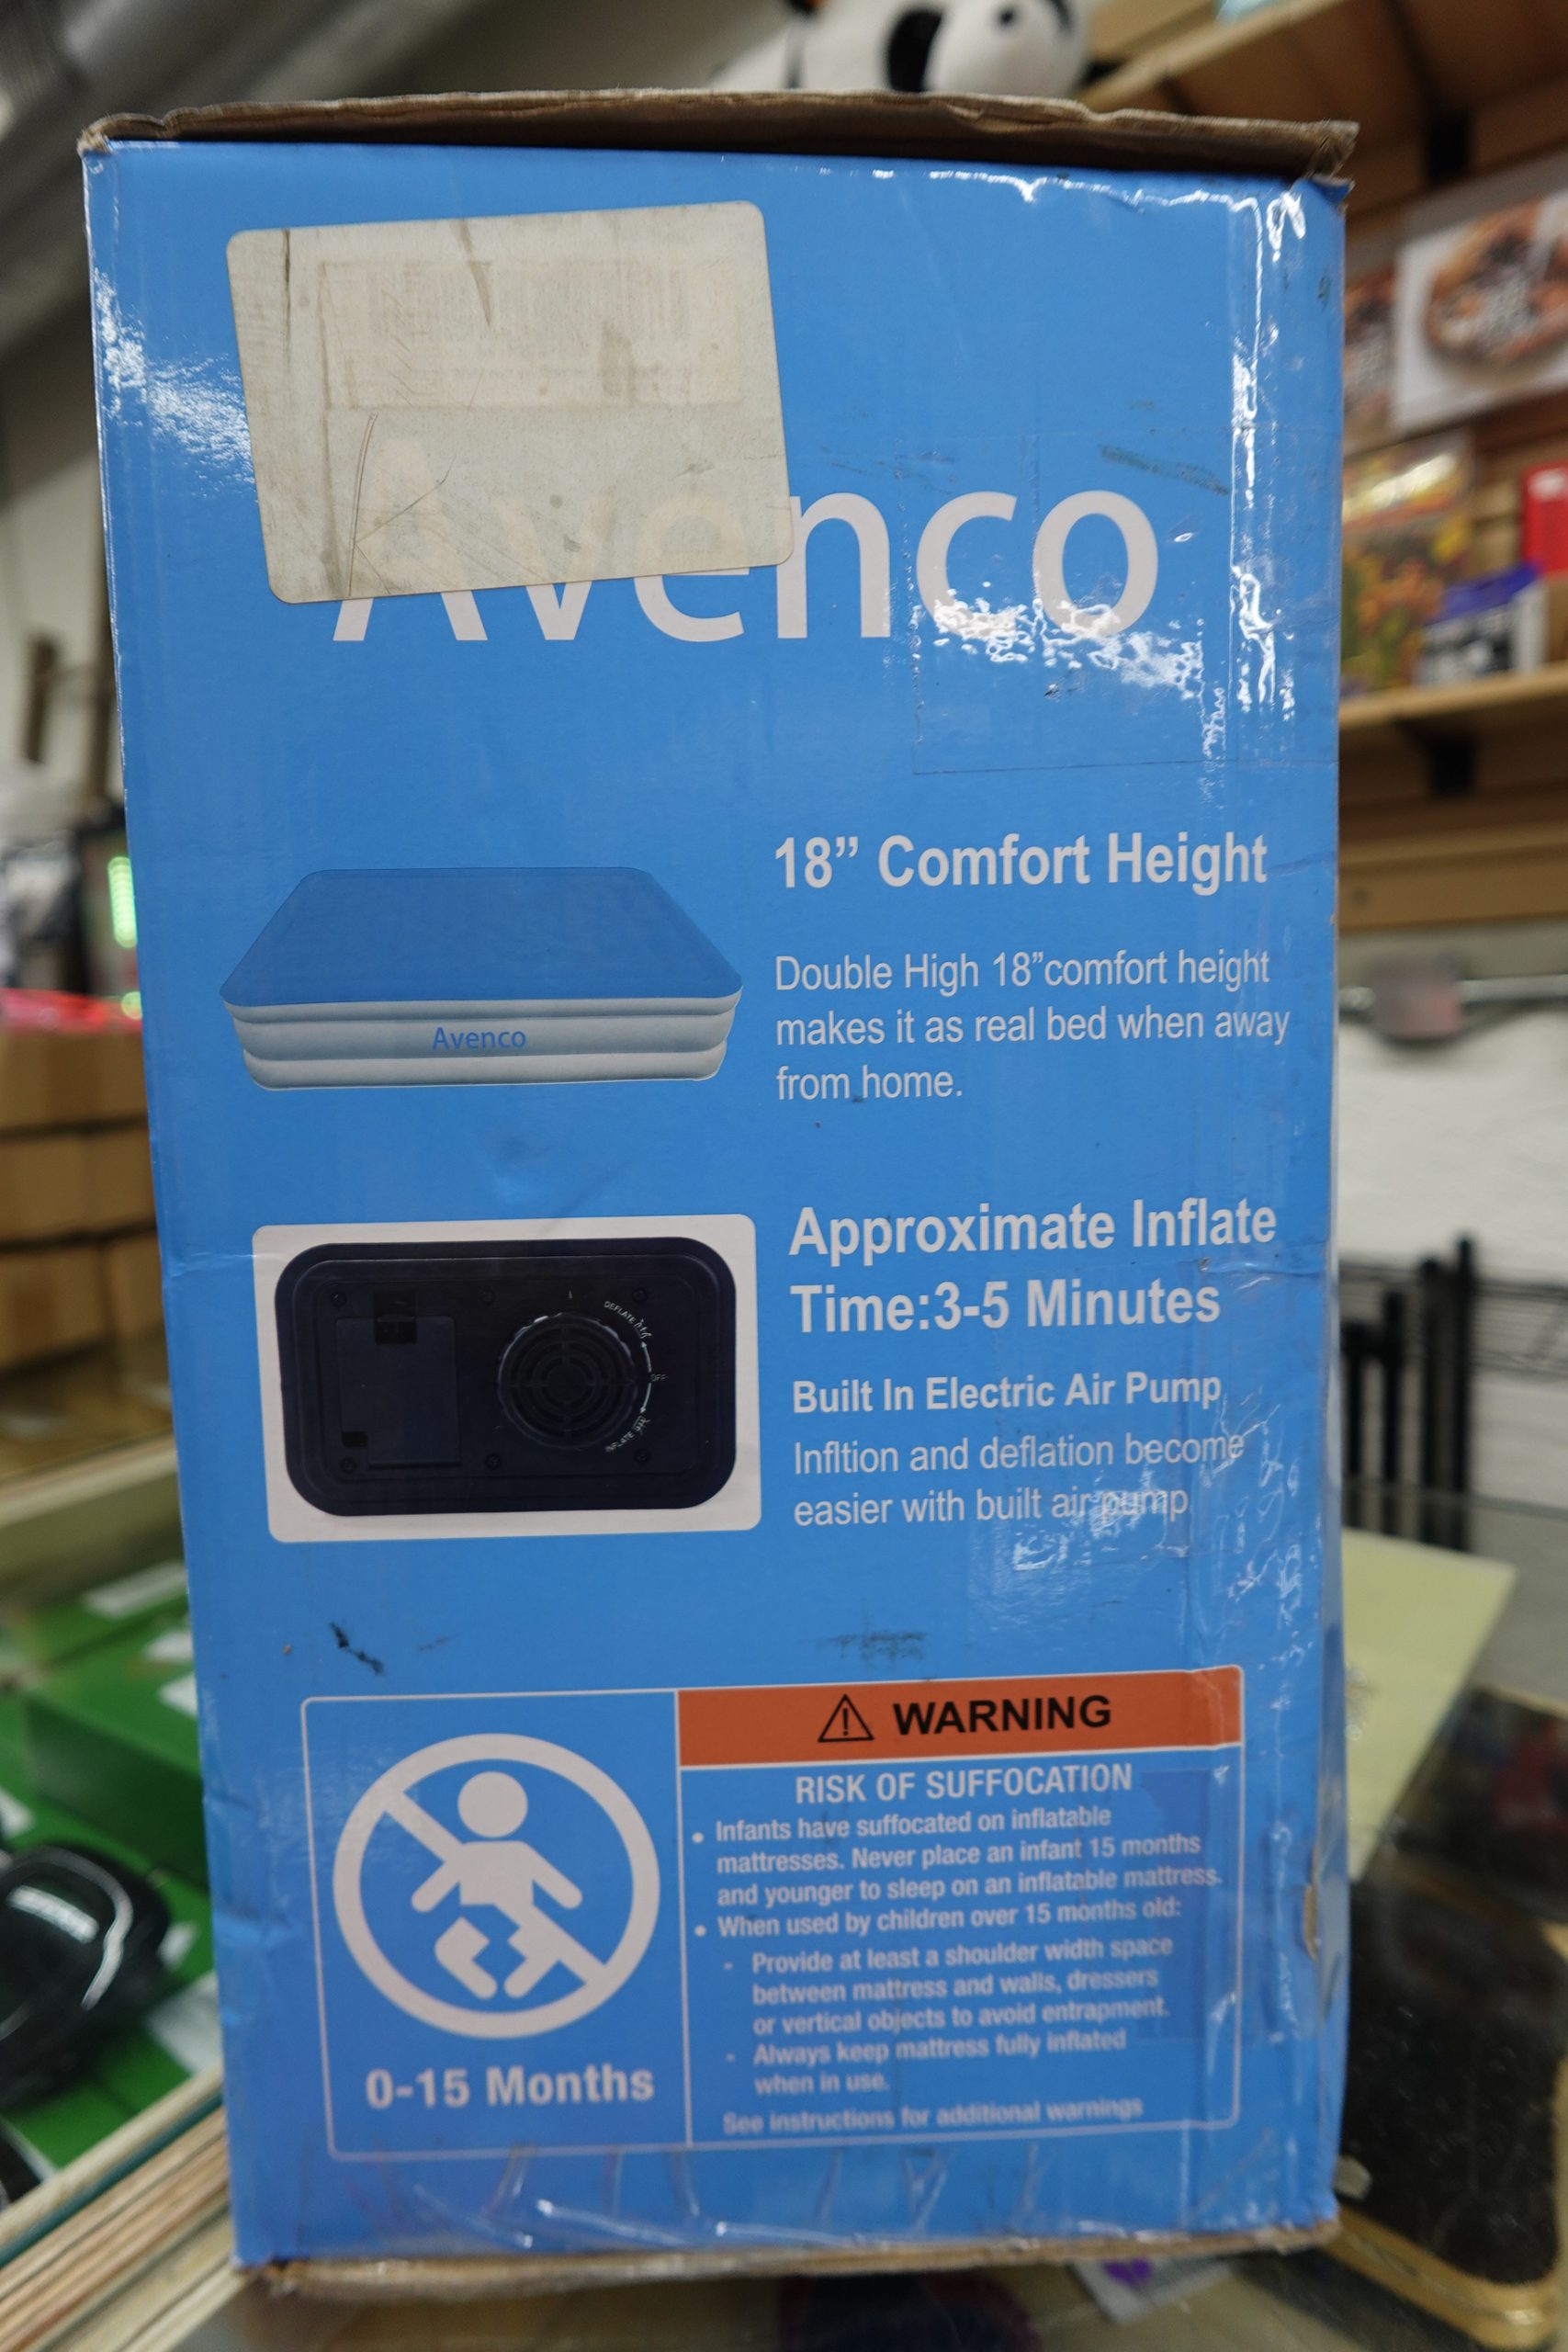 Avenco
18” Comfort Height
Double High 18”comfort height
makes it as real bed when away
from home.
Avenco
Approximate Inflate
Time:3-5 Minutes
Built In Electric Air Pump
Infltion and deflation become
easier with built air pump
DEFLATE
OFF
INFLATE
WARNING
RISK OF SUFFOCATION
• Infants have suffocated on inflatable
mattresses. Never place an infant 15 months
and younger to sleep on an inflatable mattress.
• When used by children over 15 months old:
- Provide at least a shoulder width space
between mattress and walls, dressers
or vertical objects to avoid entrapment.
- Always keep mattress fully inflated
when in use.
See instructions for additional warnings
0-15 Months